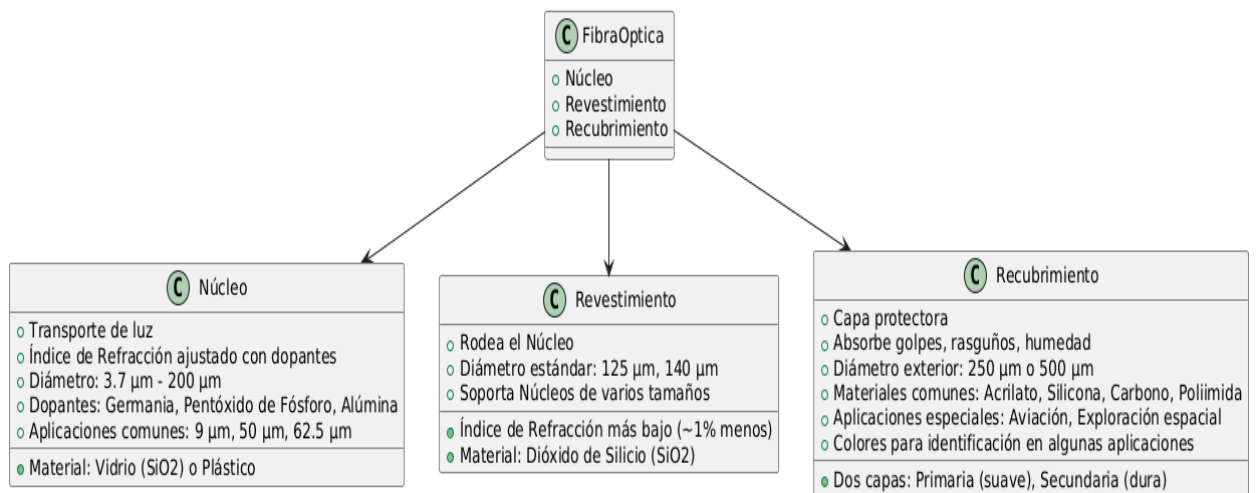 C FibraOptica
Núcleo
Revestimiento
Recubrimiento
C Núcleo
Transporte de luz
Índice de Refracción ajustado con dopantes
Diámetro: 3.7 µm - 200 µm
Dopantes: Germania, Pentóxido de Fósforo, Alúmina
Aplicaciones comunes: 9 µm, 50 µm, 62.5 µm
Material: Vidrio (SiO2) o Plástico
C Revestimiento
Rodea el Núcleo
Diámetro estándar: 125 µm, 140 µm
Soporta Núcleos de varios tamaños
Índice de Refracción más bajo (~1% menos)
Material: Dióxido de Silicio (SiO2)
C Recubrimiento
Capa protectora
Absorbe golpes, rasguños, humedad
Diámetro exterior: 250 µm o 500 µm
Materiales comunes: Acrilato, Silicona, Carbono, Poliimida
Aplicaciones especiales: Aviación, Exploración espacial
Colores para identificación en algunas aplicaciones
Dos capas: Primaria (suave), Secundaria (dura)